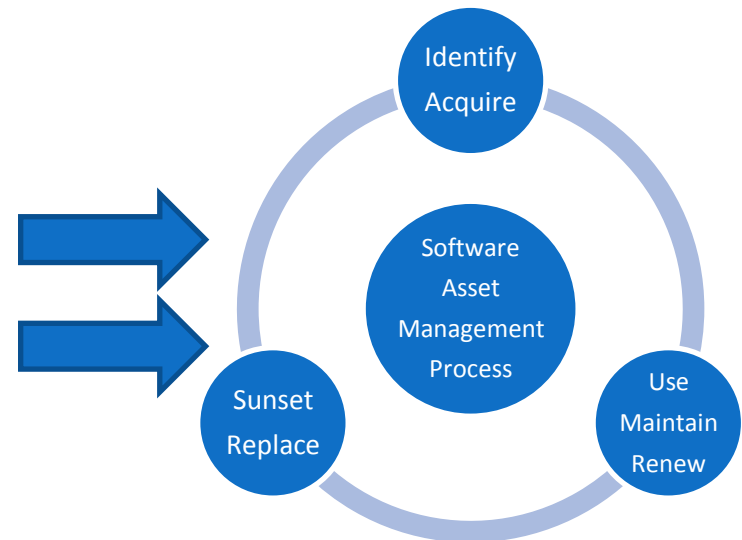 Identify
Acquire
Software
Asset
Management
Process
Sunset
Replace
Use
Maintain
Renew